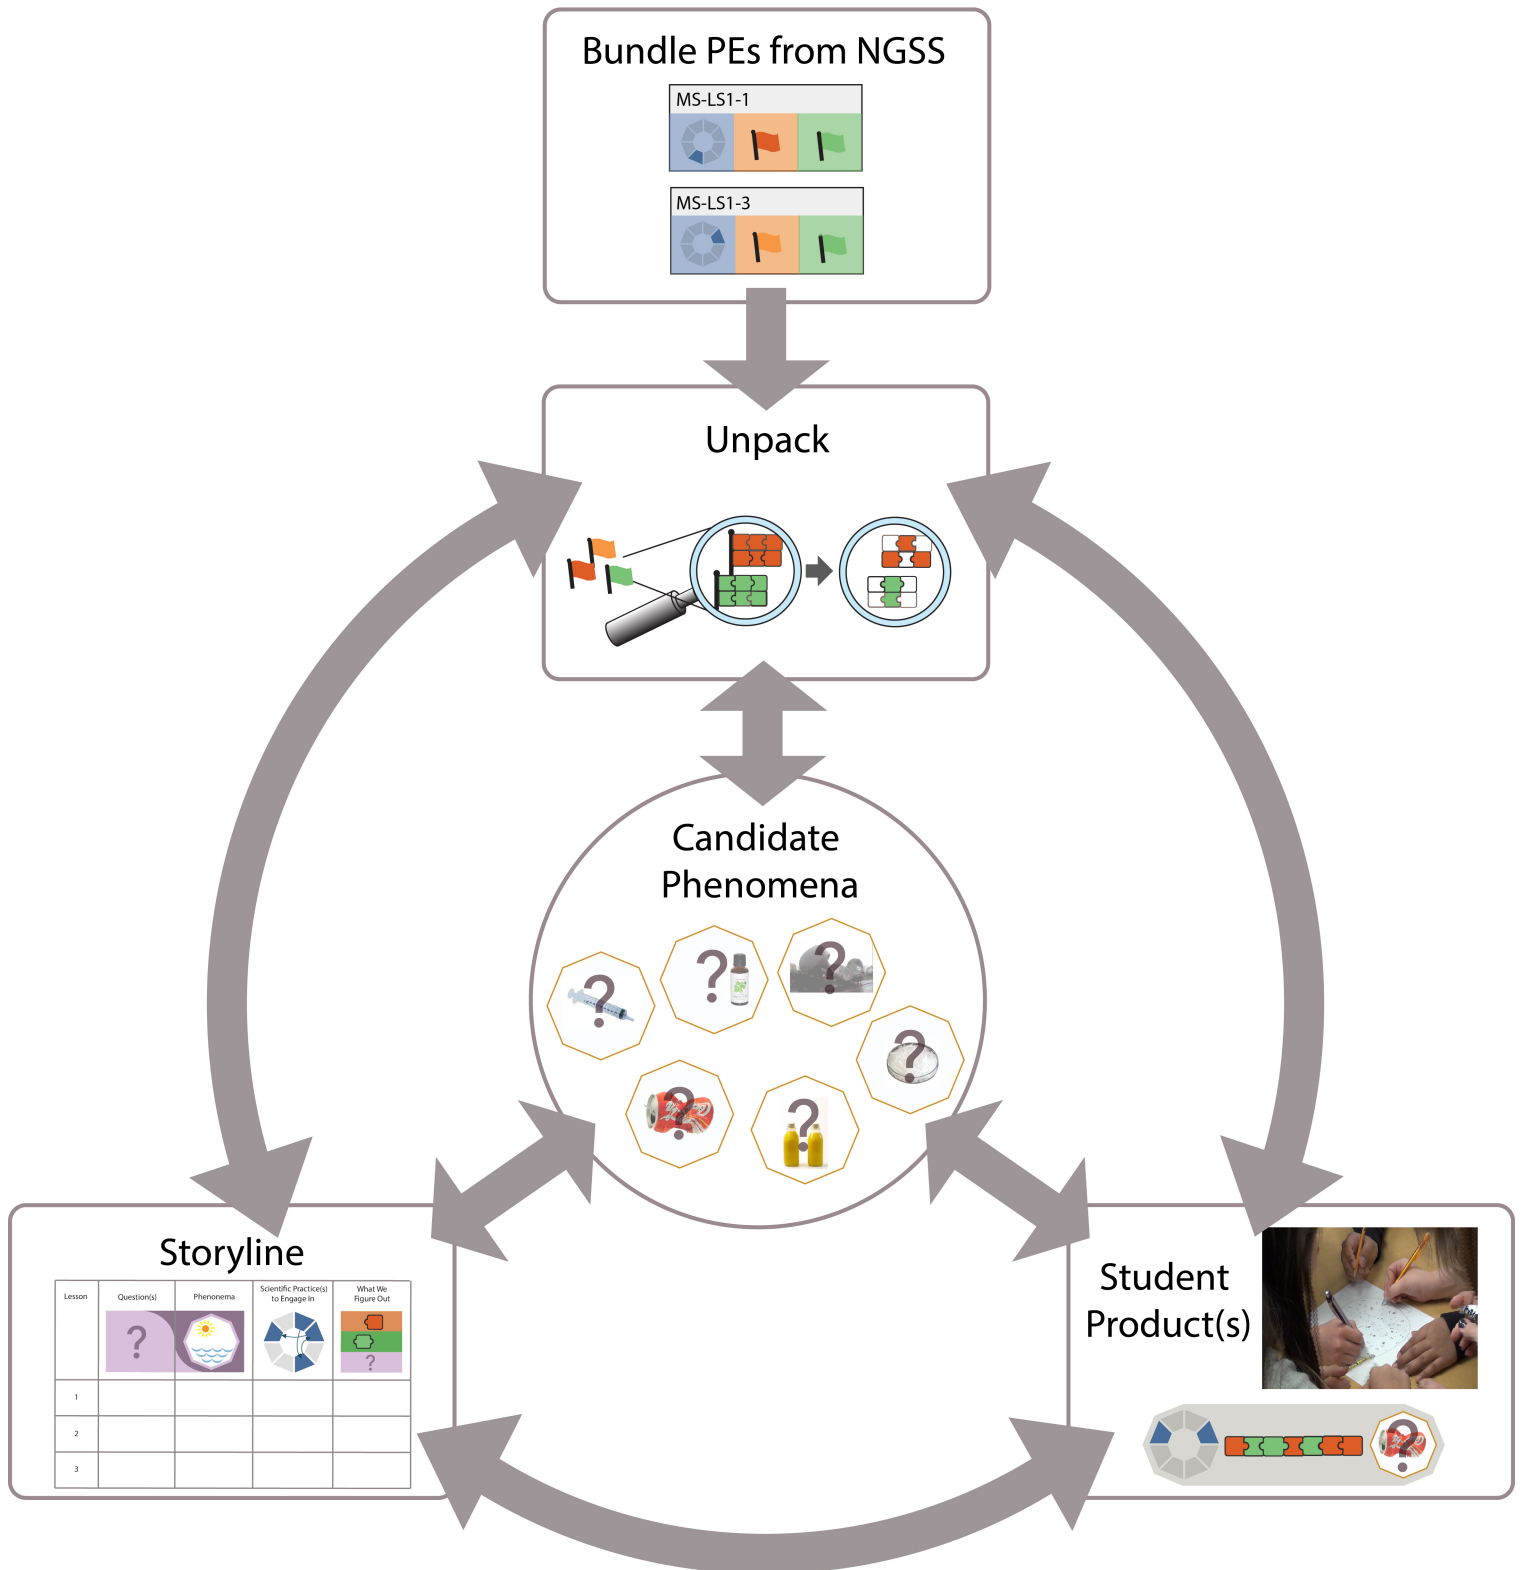 Bundle PEs from NGSS
MS-LS1-1
MS-LS1-3
Unpack
Candidate
Phenomena
?
?
?
?
?
?
Storyline
Lesson
Question(s)
Phenonema
Scientific Practice(s)
to Engage In
What We
Figure Out
?
?
1
2
3
Student
Product(s)
?